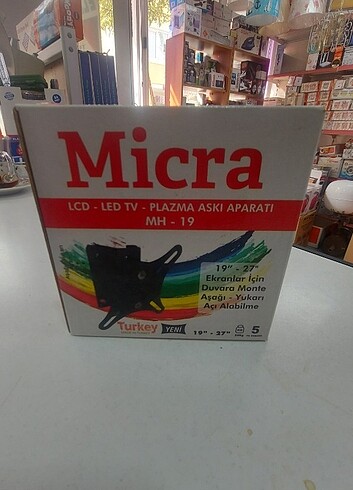 Micra
LCD - LED TV - PLAZMA ASKI APARATI
MH - 19
19" - 27"
Ekranlar İçin
Duvara Monte
Aşağı - Yukarı
Açı Alabilme
Turkey
YENİ
19" - 27"
5